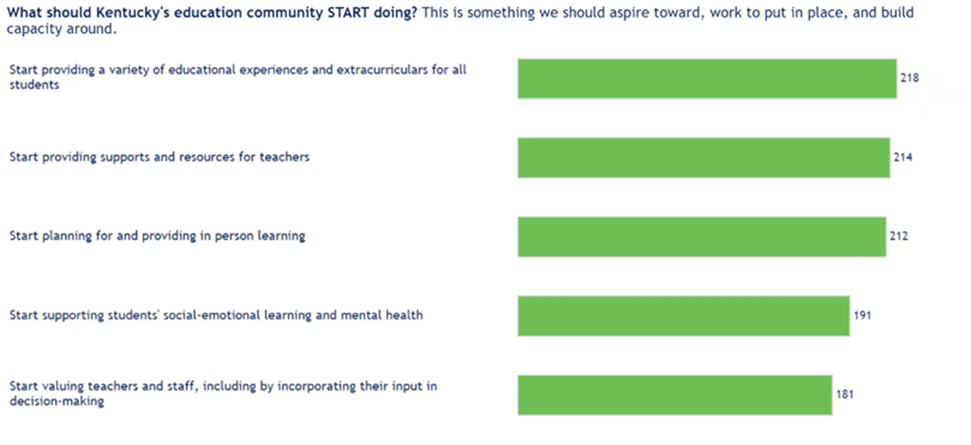 What should Kentucky's education community START doing? This is something we should aspire toward, work to put in place, and build
capacity around.
Start providing a variety of educational experiences and extracurriculars for all
students
218
Start providing supports and resources for teachers
214
Start planning for and providing in person learning
212
Start supporting students' social-emotional learning and mental health
191
Start valuing teachers and staff, including by incorporating their input in
decision-making
181